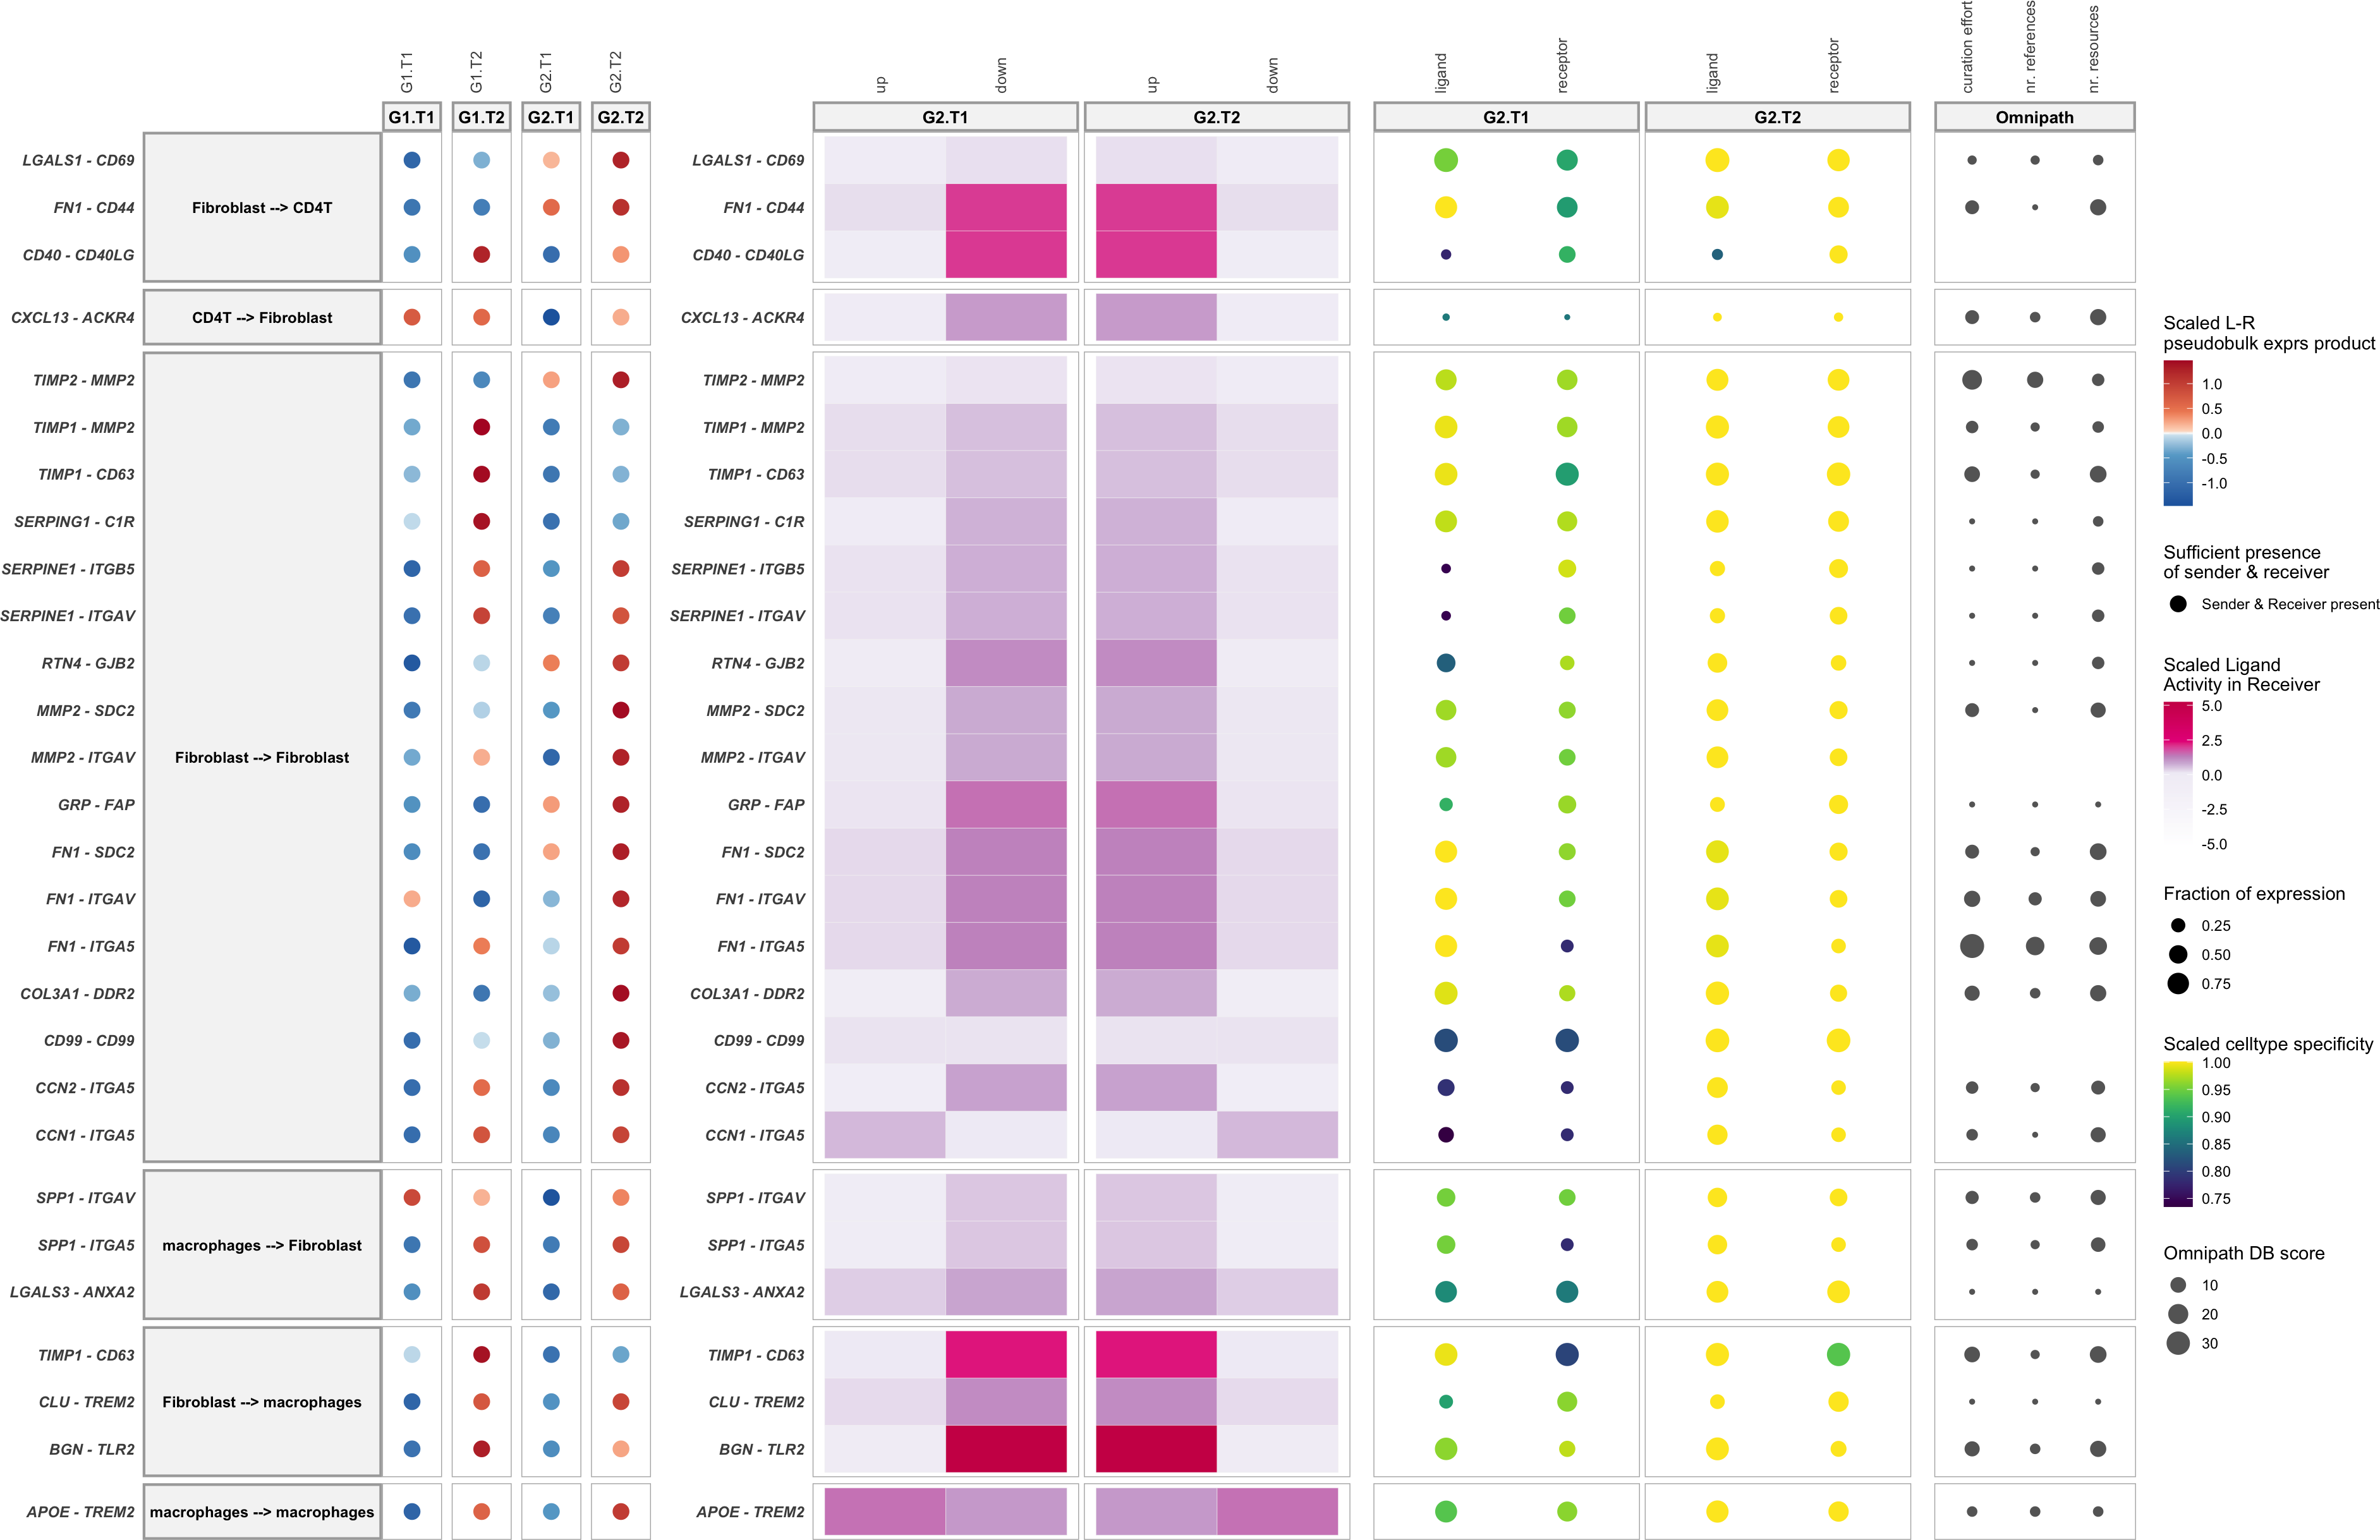 G1.T1
G1.T2
G2.T1
G2.T2
up
down
up
down
ligand
receptor
ligand
receptor
curation effort
nr. references
nr. resources
G1.T1
G1.T2
G2.T1
G2.T2
G2.T1
G2.T2
G2.T1
G2.T2
Omnipath
LGALS1 - CD69
FN1 - CD44
CD40 - CD40LG
Fibroblast --> CD4T
CXCL13 - ACKR4
CD4T --> Fibroblast
TIMP2 - MMP2
TIMP1 - MMP2
TIMP1 - CD63
SERPING1 - C1R
SERPINE1 - ITGB5
SERPINE1 - ITGAV
RTN4 - GJB2
MMP2 - SDC2
MMP2 - ITGAV
GRP - FAP
FN1 - SDC2
FN1 - ITGAV
FN1 - ITGA5
COL3A1 - DDR2
CD99 - CD99
CCN2 - ITGA5
CCN1 - ITGA5
Fibroblast --> Fibroblast
SPP1 - ITGAV
SPP1 - ITGA5
LGALS3 - ANXA2
macrophages --> Fibroblast
TIMP1 - CD63
CLU - TREM2
BGN - TLR2
Fibroblast --> macrophages
APOE - TREM2
macrophages --> macrophages
LGALS1 - CD69
FN1 - CD44
CD40 - CD40LG
CXCL13 - ACKR4
TIMP2 - MMP2
TIMP1 - MMP2
TIMP1 - CD63
SERPING1 - C1R
SERPINE1 - ITGB5
SERPINE1 - ITGAV
RTN4 - GJB2
MMP2 - SDC2
MMP2 - ITGAV
GRP - FAP
FN1 - SDC2
FN1 - ITGAV
FN1 - ITGA5
COL3A1 - DDR2
CD99 - CD99
CCN2 - ITGA5
CCN1 - ITGA5
SPP1 - ITGAV
SPP1 - ITGA5
LGALS3 - ANXA2
TIMP1 - CD63
CLU - TREM2
BGN - TLR2
APOE - TREM2
Scaled L-R
pseudobulk exprs product
1.0
0.5
0.0
-0.5
-1.0
Sufficient presence
of sender & receiver
Sender & Receiver present
Scaled Ligand
Activity in Receiver
5.0
2.5
0.0
-2.5
-5.0
Fraction of expression
0.25
0.50
0.75
Scaled celltype specificity
1.00
0.95
0.90
0.85
0.80
0.75
Omnipath DB score
10
20
30